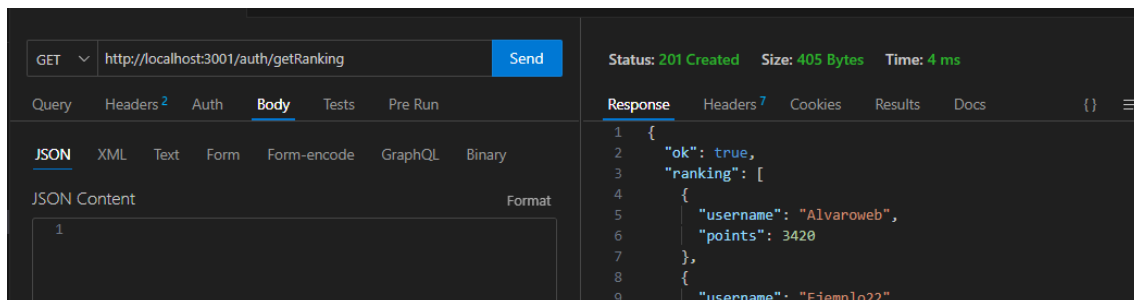 GET http://localhost:3001/auth/getRanking Send
Query Headers 2 Auth Body Tests Pre Run
JSON XML Text Form Form-encode GraphQL Binary
JSON Content Format
1
Status: 201 Created Size: 405 Bytes Time: 4 ms
Response Headers 7 Cookies Results Docs {}
1 {
2 "ok": true,
3 "ranking": [
4 {
5 "username": "Alvaroweb",
6 "points": 3420
7 },
8 {
9 "username": "Ejemplo22"